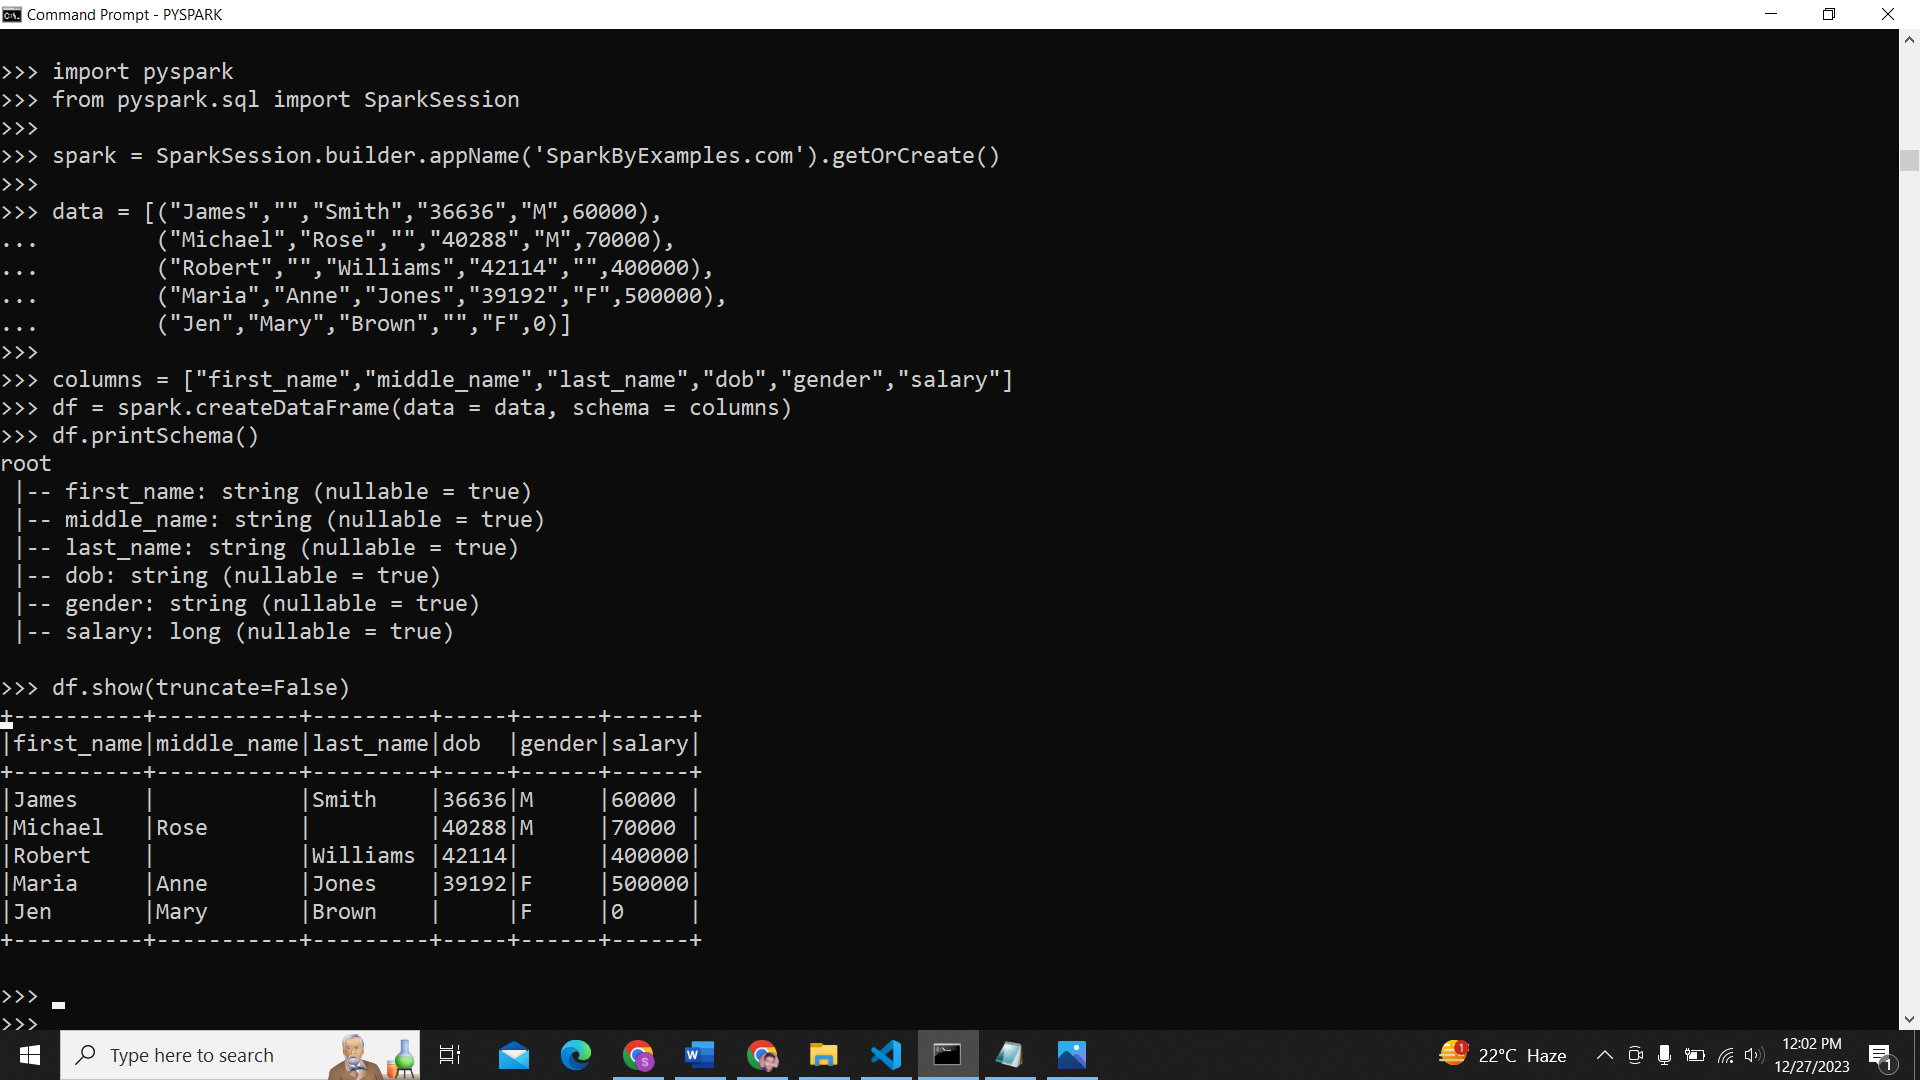 Command Prompt - PYSPARK
>>> import pyspark
>>> from pyspark.sql import SparkSession
>>>
>>> spark = SparkSession.builder.appName('SparkByExamples.com').getOrCreate()
>>>
>>> data = [("James","","Smith","36636","M",60000),
...         ("Michael","Rose","","40288","M",70000),
...         ("Robert","","Williams","42114","",400000),
...         ("Maria","Anne","Jones","39192","F",500000),
...         ("Jen","Mary","Brown","","F",0)]
>>>
>>> columns = ["first_name","middle_name","last_name","dob","gender","salary"]
>>> df = spark.createDataFrame(data = data, schema = columns)
>>> df.printSchema()
root
 |-- first_name: string (nullable = true)
 |-- middle_name: string (nullable = true)
 |-- last_name: string (nullable = true)
 |-- dob: string (nullable = true)
 |-- gender: string (nullable = true)
 |-- salary: long (nullable = true)
>>> df.show(truncate=False)
+----------+-----------+---------+-----+------+------+
|first_name|middle_name|last_name|dob  |gender|salary|
+----------+-----------+---------+-----+------+------+
|James     |           |Smith    |36636|M     |60000 |
|Michael   |Rose       |         |40288|M     |70000 |
|Robert    |           |Williams |42114|      |400000|
|Maria     |Anne       |Jones    |39192|F     |500000|
|Jen       |Mary       |Brown    |     |F     |0     |
+----------+-----------+---------+-----+------+------+
>>>
>>>
Type here to search
1
22°C Haze
12:02 PM
12/27/2023
1